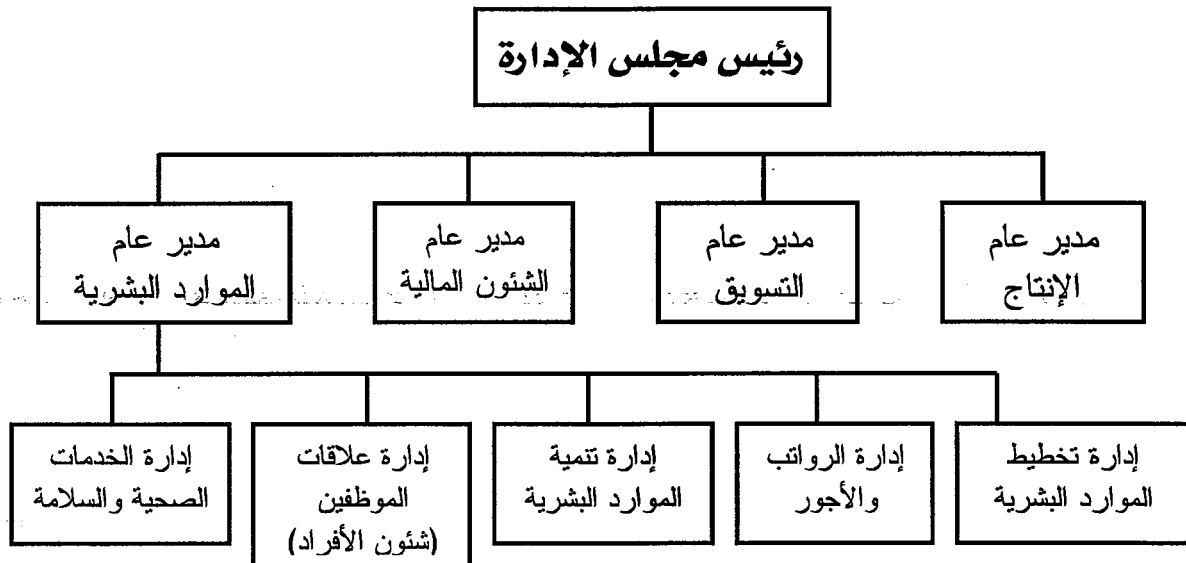 رئيس مجلس الإدارة
مدير عام
الإنتاج
مدير عام
التسويق
مدير عام
الشئون المالية
مدير عام
الموارد البشرية
إدارة تخطيط
الموارد البشرية
إدارة الرواتب
والأجور
إدارة تنمية
الموارد البشرية
إدارة علاقات
الموظفين
(شئون الأفراد)
إدارة الخدمات
الصحية والسلامة